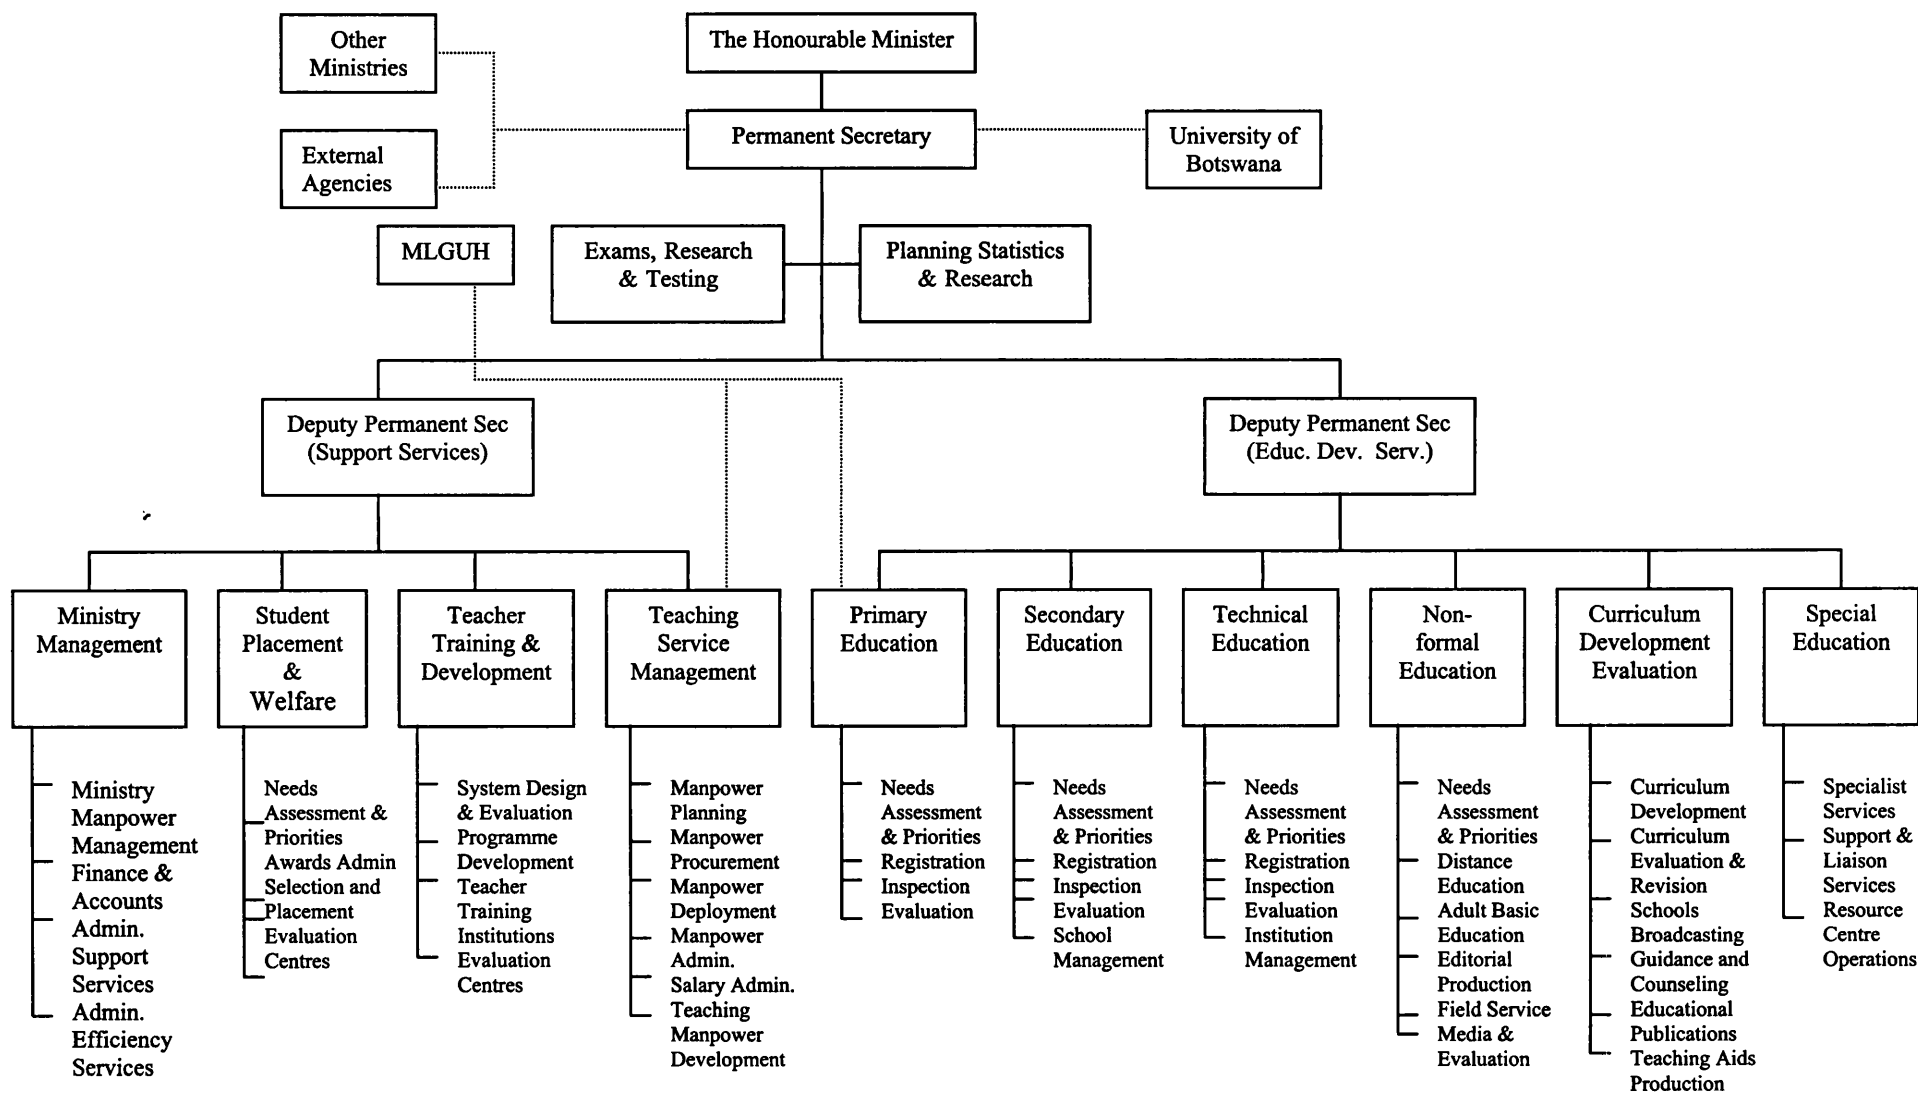 Other
Ministries
The Honourable Minister
Permanent Secretary
External
Agencies
University of
Botswana
MLGUH
Exams, Research
& Testing
Planning Statistics
& Research
Deputy Permanent Sec
(Support Services)
Deputy Permanent Sec
(Educ. Dev. Serv.)
Ministry
Management
Student
Placement
&
Welfare
Teacher
Training &
Development
Teaching
Service
Management
Primary
Education
Secondary
Education
Technical
Education
Non-
formal
Education
Curriculum
Development
Evaluation
Special
Education
Ministry
Manpower
Management
Finance &
Accounts
Admin.
Support
Services
Admin.
Efficiency
Services
Needs
Assessment &
Priorities
Awards Admin
Selection and
Placement
Evaluation
Centres
System Design
& Evaluation
Programme
Development
Teacher
Training
Institutions
Evaluation
Centres
Manpower
Planning
Manpower
Procurement
Manpower
Deployment
Manpower
Admin.
Salary Admin.
Teaching
Manpower
Development
Needs
Assessment
& Priorities
Registration
Inspection
Evaluation
Needs
Assessment
& Priorities
Registration
Inspection
Evaluation
School
Management
Needs
Assessment
& Priorities
Registration
Inspection
Evaluation
Institution
Management
Needs
Assessment
& Priorities
Distance
Education
Adult Basic
Education
Editorial
Production
Field Service
Media &
Evaluation
Curriculum
Development
Curriculum
Evaluation &
Revision
Schools
Broadcasting
Guidance and
Counseling
Educational
Publications
Teaching Aids
Production
Specialist
Services
Support &
Liaison
Services
Resource
Centre
Operations